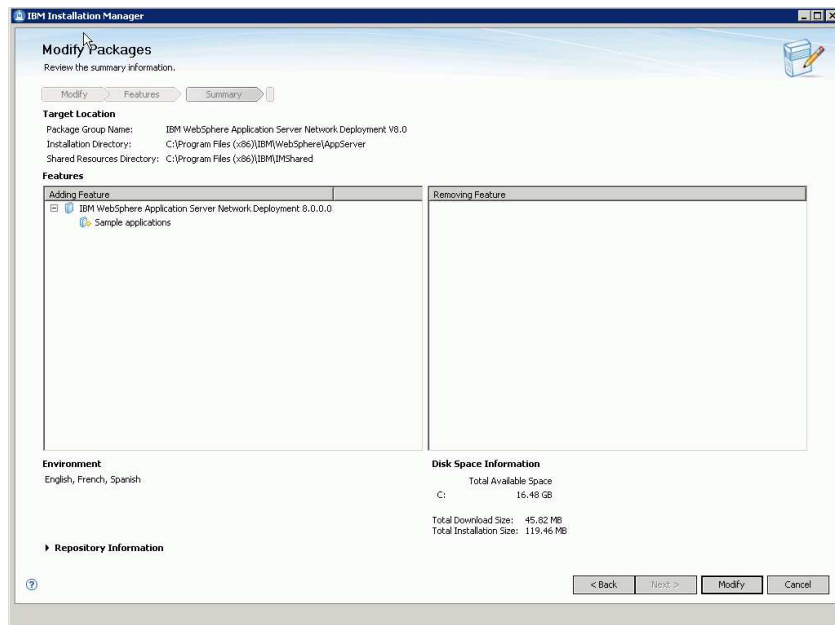 IBM Installation Manager
Modify Packages
Review the summary information.
Modify
Features
Summary
Target Location
Package Group Name: IBM WebSphere Application Server Network Deployment V8.0
Installation Directory: C:\Program Files (x86)\IBM\WebSphere\AppServer
Shared Resources Directory: C:\Program Files (x86)\IBM\IMShared
Features
Adding Feature
IBM WebSphere Application Server Network Deployment 8.0.0.0
Sample applications
Removing Feature
Environment
English, French, Spanish
Disk Space Information
Total Available Space
C: 16.48 GB
Total Download Size: 45.82 MB
Total Installation Size: 119.46 MB
Repository Information
?
< Back
Next >
Modify
Cancel